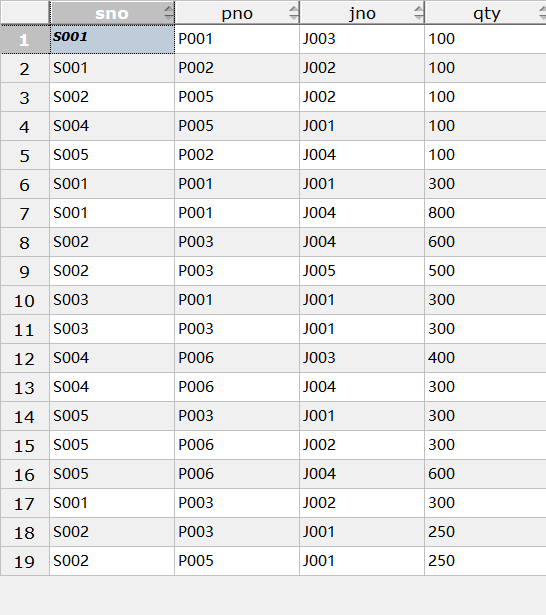 sno pno jno qty
1 S001 P001 J003 100
2 S001 P002 J002 100
3 S002 P005 J002 100
4 S004 P005 J001 100
5 S005 P002 J004 100
6 S001 P001 J001 300
7 S001 P001 J004 800
8 S002 P003 J004 600
9 S002 P003 J005 500
10 S003 P001 J001 300
11 S003 P003 J001 300
12 S004 P006 J003 400
13 S004 P006 J004 300
14 S005 P003 J001 300
15 S005 P006 J002 300
16 S005 P006 J004 600
17 S001 P003 J002 300
18 S002 P003 J001 250
19 S002 P005 J001 250